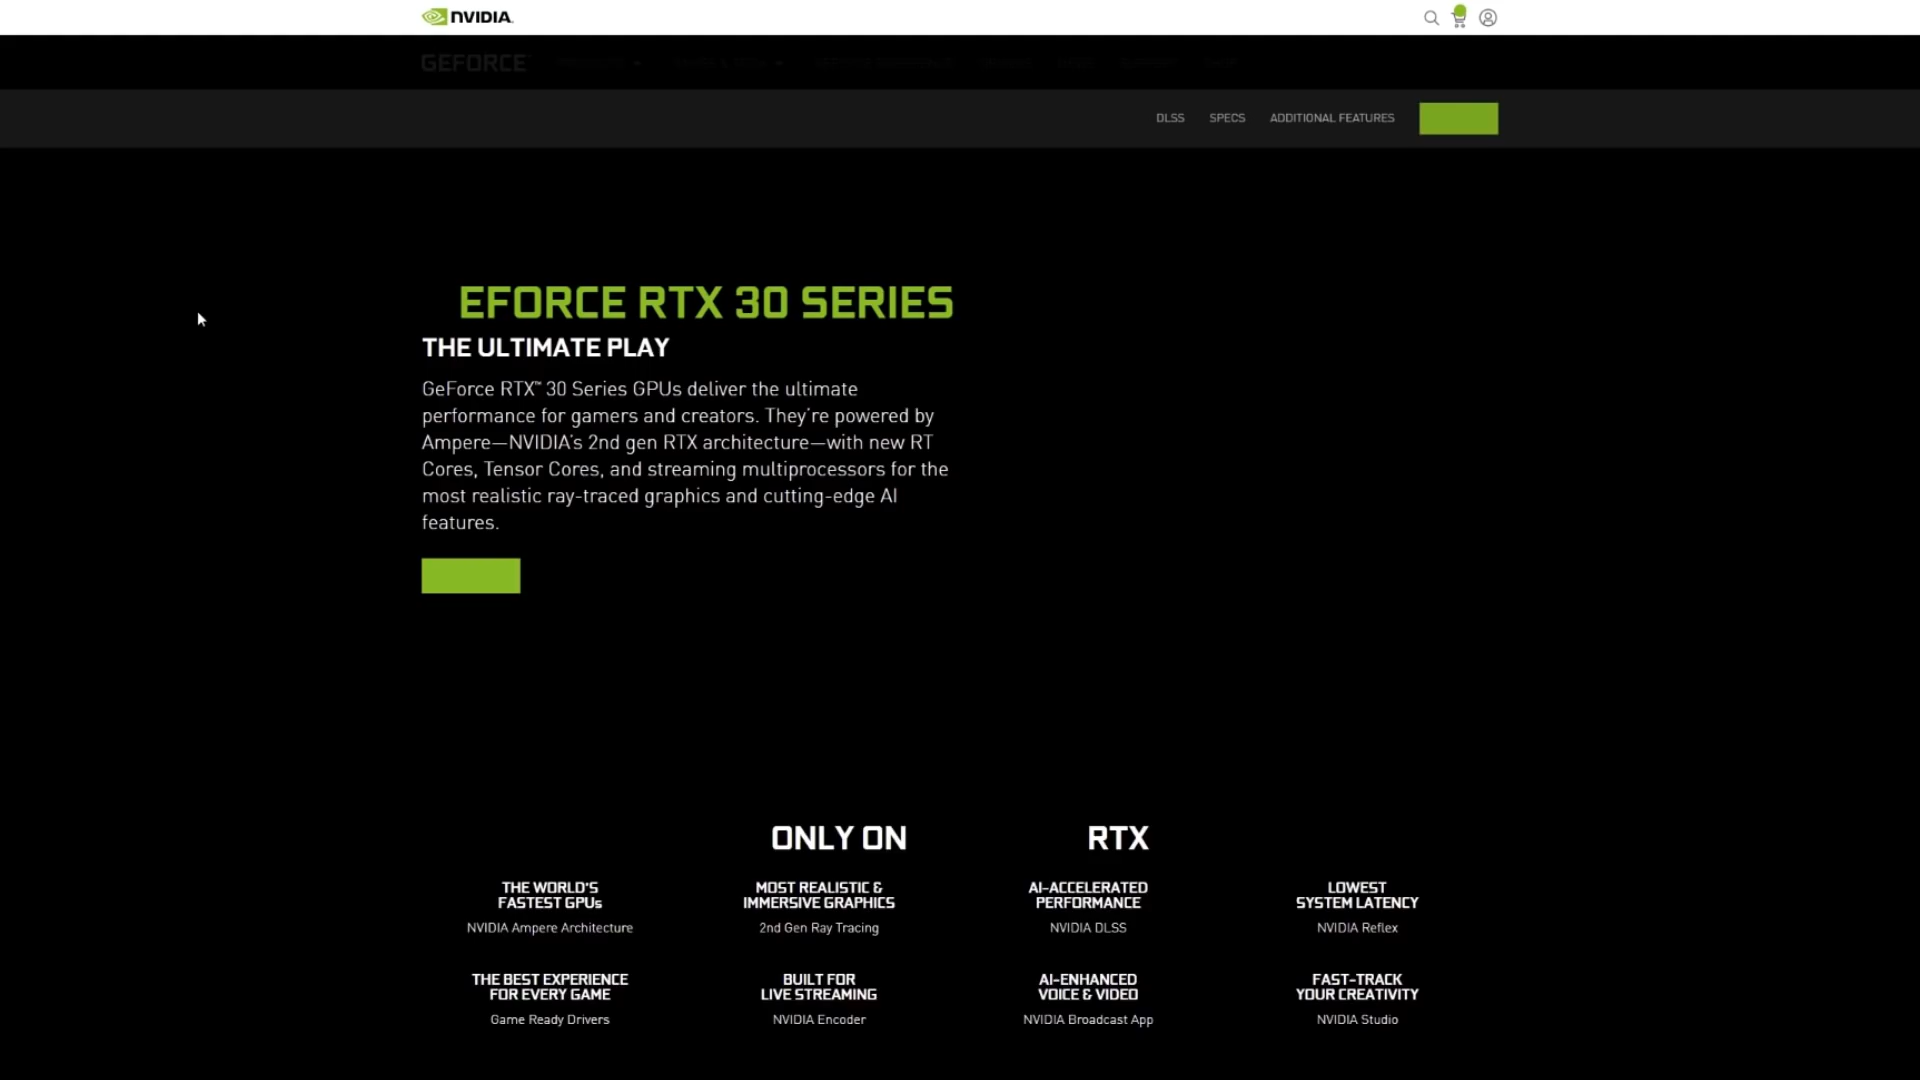 NVIDIA.
GEFORCE
DLSS SPECS ADDITIONAL FEATURES
EFORCE RTX 30 SERIES
THE ULTIMATE PLAY
GeForce RTX™ 30 Series GPUs deliver the ultimate
performance for gamers and creators. They're powered by
Ampere—NVIDIA's 2nd gen RTX architecture—with new RT
Cores, Tensor Cores, and streaming multiprocessors for the
most realistic ray-traced graphics and cutting-edge AI
features.
ONLY ON RTX
THE WORLD'S
FASTEST GPUs
NVIDIA Ampere Architecture
MOST REALISTIC &
IMMERSIVE GRAPHICS
2nd Gen Ray Tracing
AI-ACCELERATED
PERFORMANCE
NVIDIA DLSS
LOWEST
SYSTEM LATENCY
NVIDIA Reflex
THE BEST EXPERIENCE
FOR EVERY GAME
Game Ready Drivers
BUILT FOR
LIVE STREAMING
NVIDIA Encoder
AI-ENHANCED
VOICE & VIDEO
NVIDIA Broadcast App
FAST-TRACK
YOUR CREATIVITY
NVIDIA Studio